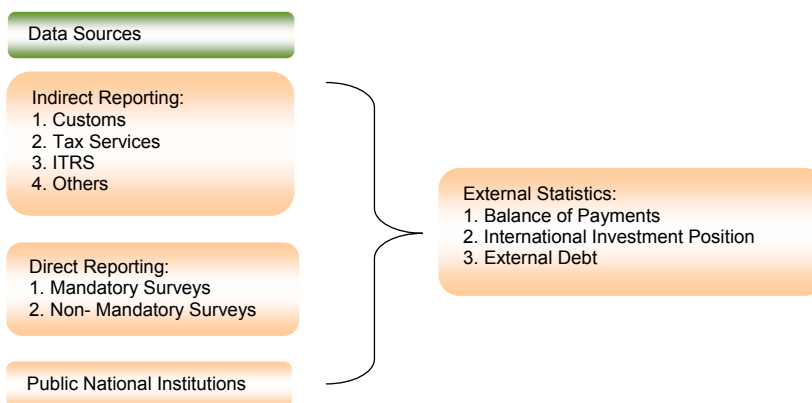 Data Sources
Indirect Reporting:
1. Customs
2. Tax Services
3. ITRS
4. Others
Direct Reporting:
1. Mandatory Surveys
2. Non- Mandatory Surveys
Public National Institutions
External Statistics:
1. Balance of Payments
2. International Investment Position
3. External Debt